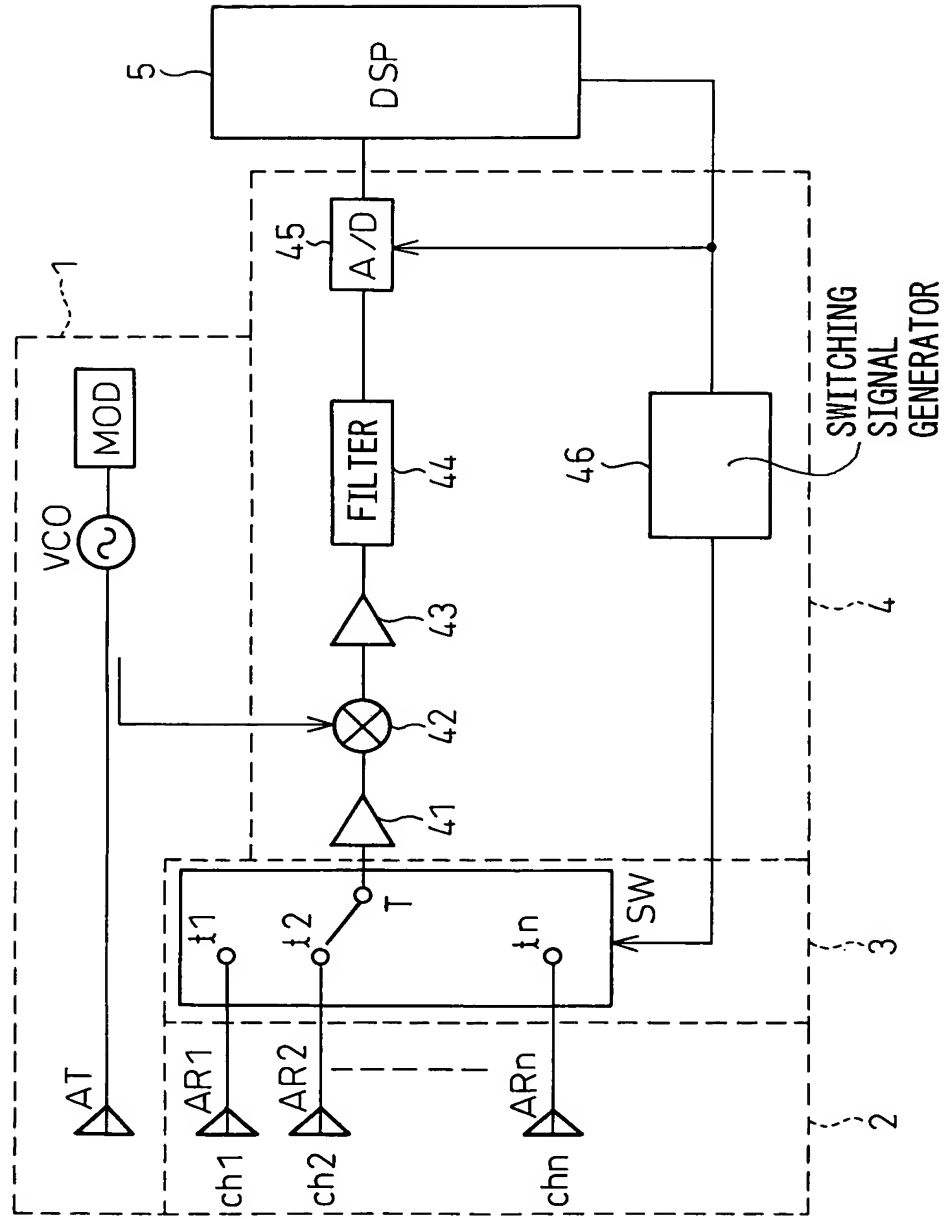 1
AT
VCO
MOD
5
DSP
ch1
AR1
t1
ch2
AR2
t2
T
41
42
43
FILTER
44
45
A/D
chn
ARn
tn
SW
46
SWITCHING
SIGNAL
GENERATOR
2
3
4